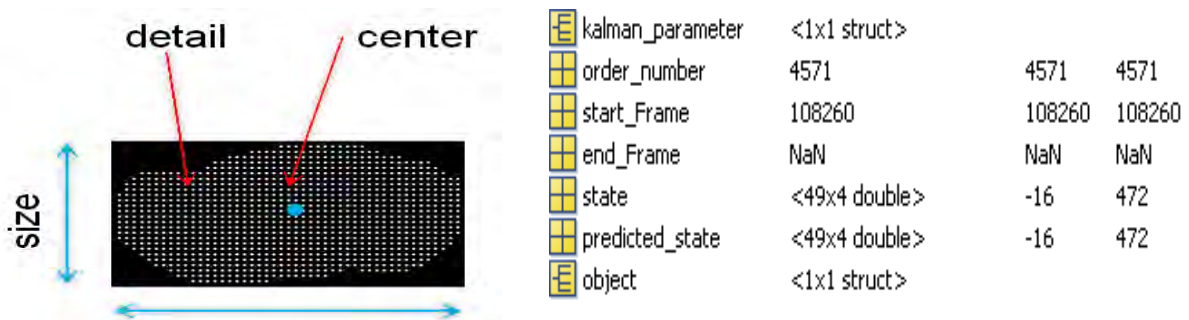 detail
center
size
kalman_parameter <1x1 struct>
order_number 4571 4571 4571
start_Frame 108260 108260 108260
end_Frame NaN NaN NaN
state <49x4 double> -16 472
predicted_state <49x4 double> -16 472
object <1x1 struct>